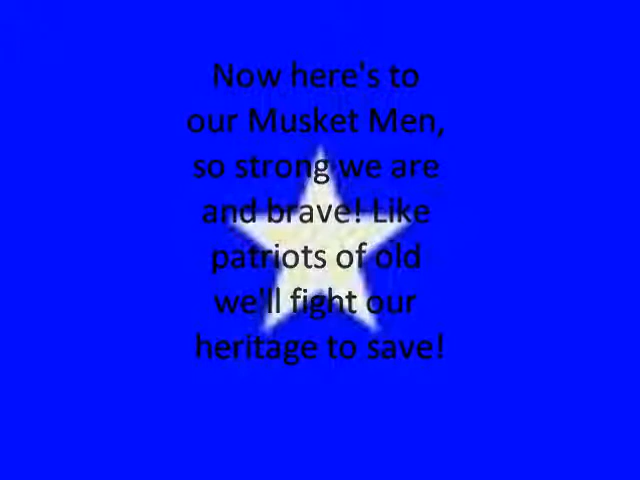 Now here's to
our Musket Men,
so strong we are
and brave! Like
patriots of old
we'll fight our
heritage to save!